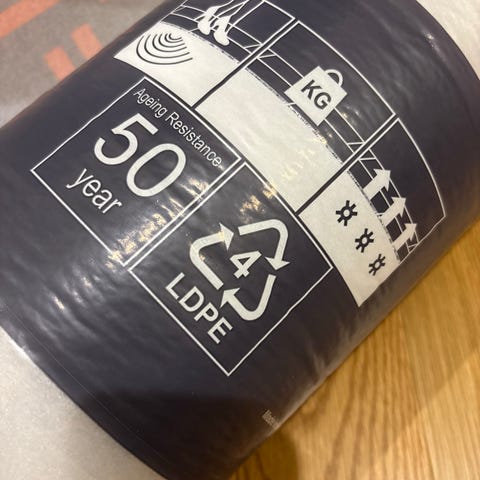 KG
Ageing Resistance
50
year
4
LDPE